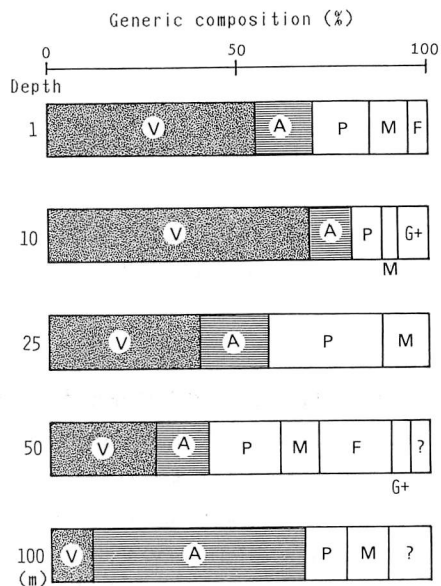 Generic composition (%)
0 50 100
Depth
1 V A P M F
10 V A P G+
M
25 V A P M
50 V A P M F ?
G+
100 V A P M ?
(m)